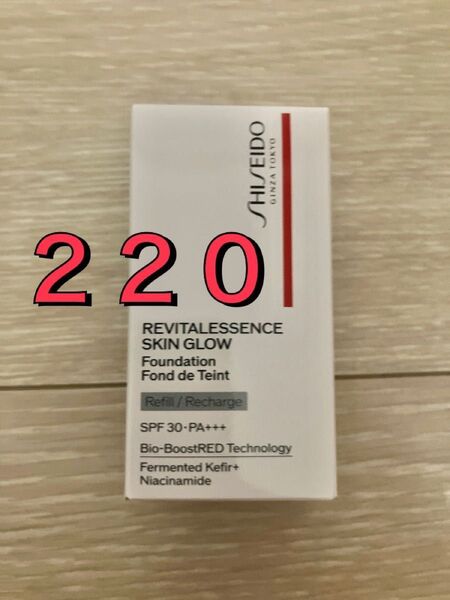 SHISEIDO
GINZA TOKYO
２２０
REVITALESSENCE
SKIN GLOW
Foundation
Fond de Teint
Refill / Recharge
SPF 30・PA+++
Bio-BoostRED Technology
Fermented Kefir+
Niacinamide